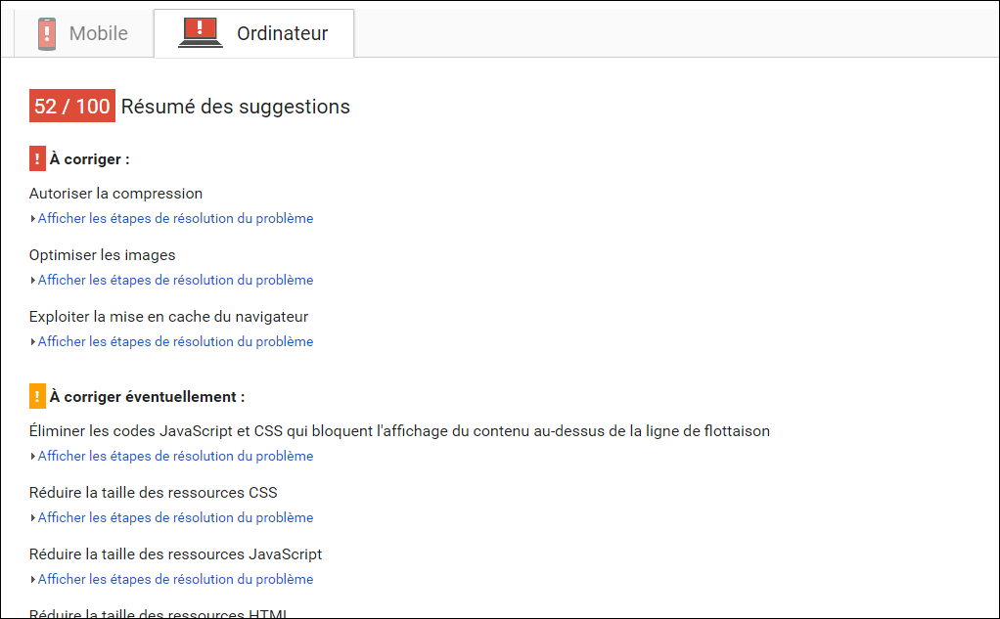 Mobile
Ordinateur
52 / 100 Résumé des suggestions
! À corriger :
Autoriser la compression
Afficher les étapes de résolution du problème
Optimiser les images
Afficher les étapes de résolution du problème
Exploiter la mise en cache du navigateur
Afficher les étapes de résolution du problème
! À corriger éventuellement :
Éliminer les codes JavaScript et CSS qui bloquent l'affichage du contenu au-dessus de la ligne de flottaison
Afficher les étapes de résolution du problème
Réduire la taille des ressources CSS
Afficher les étapes de résolution du problème
Réduire la taille des ressources JavaScript
Afficher les étapes de résolution du problème
Réduire la taille des ressources HTML